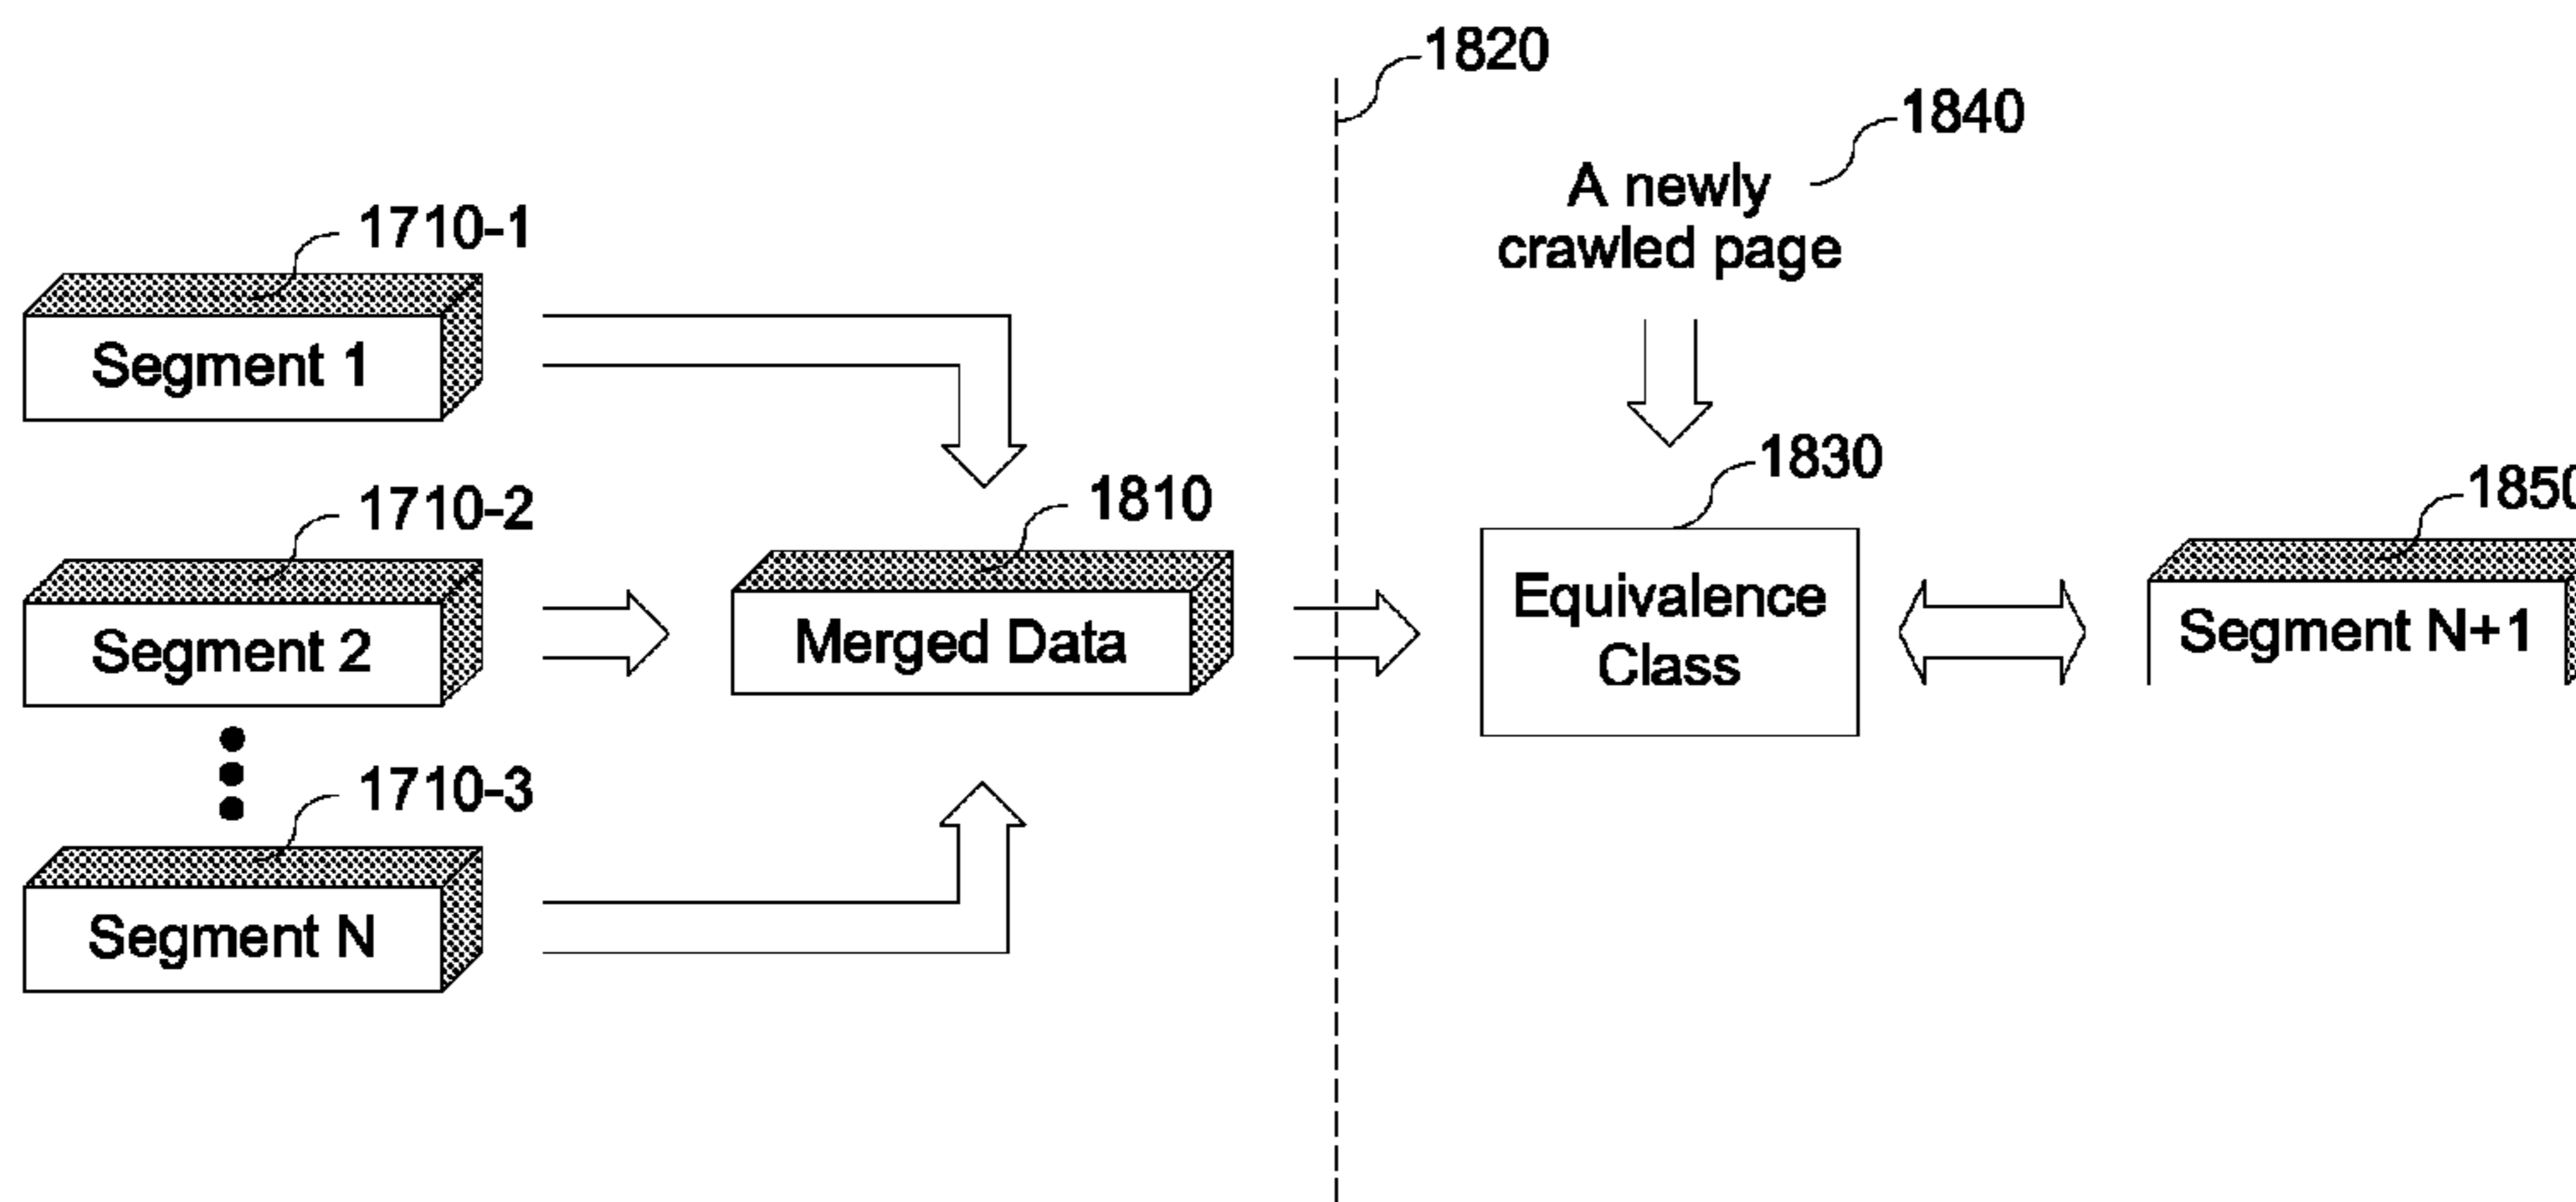 1820
1840
A newly
crawled page
1710-1
Segment 1
1830
1850
1710-2
1810
Equivalence
Class
Segment 2
Merged Data
Segment N+1
1710-3
Segment N